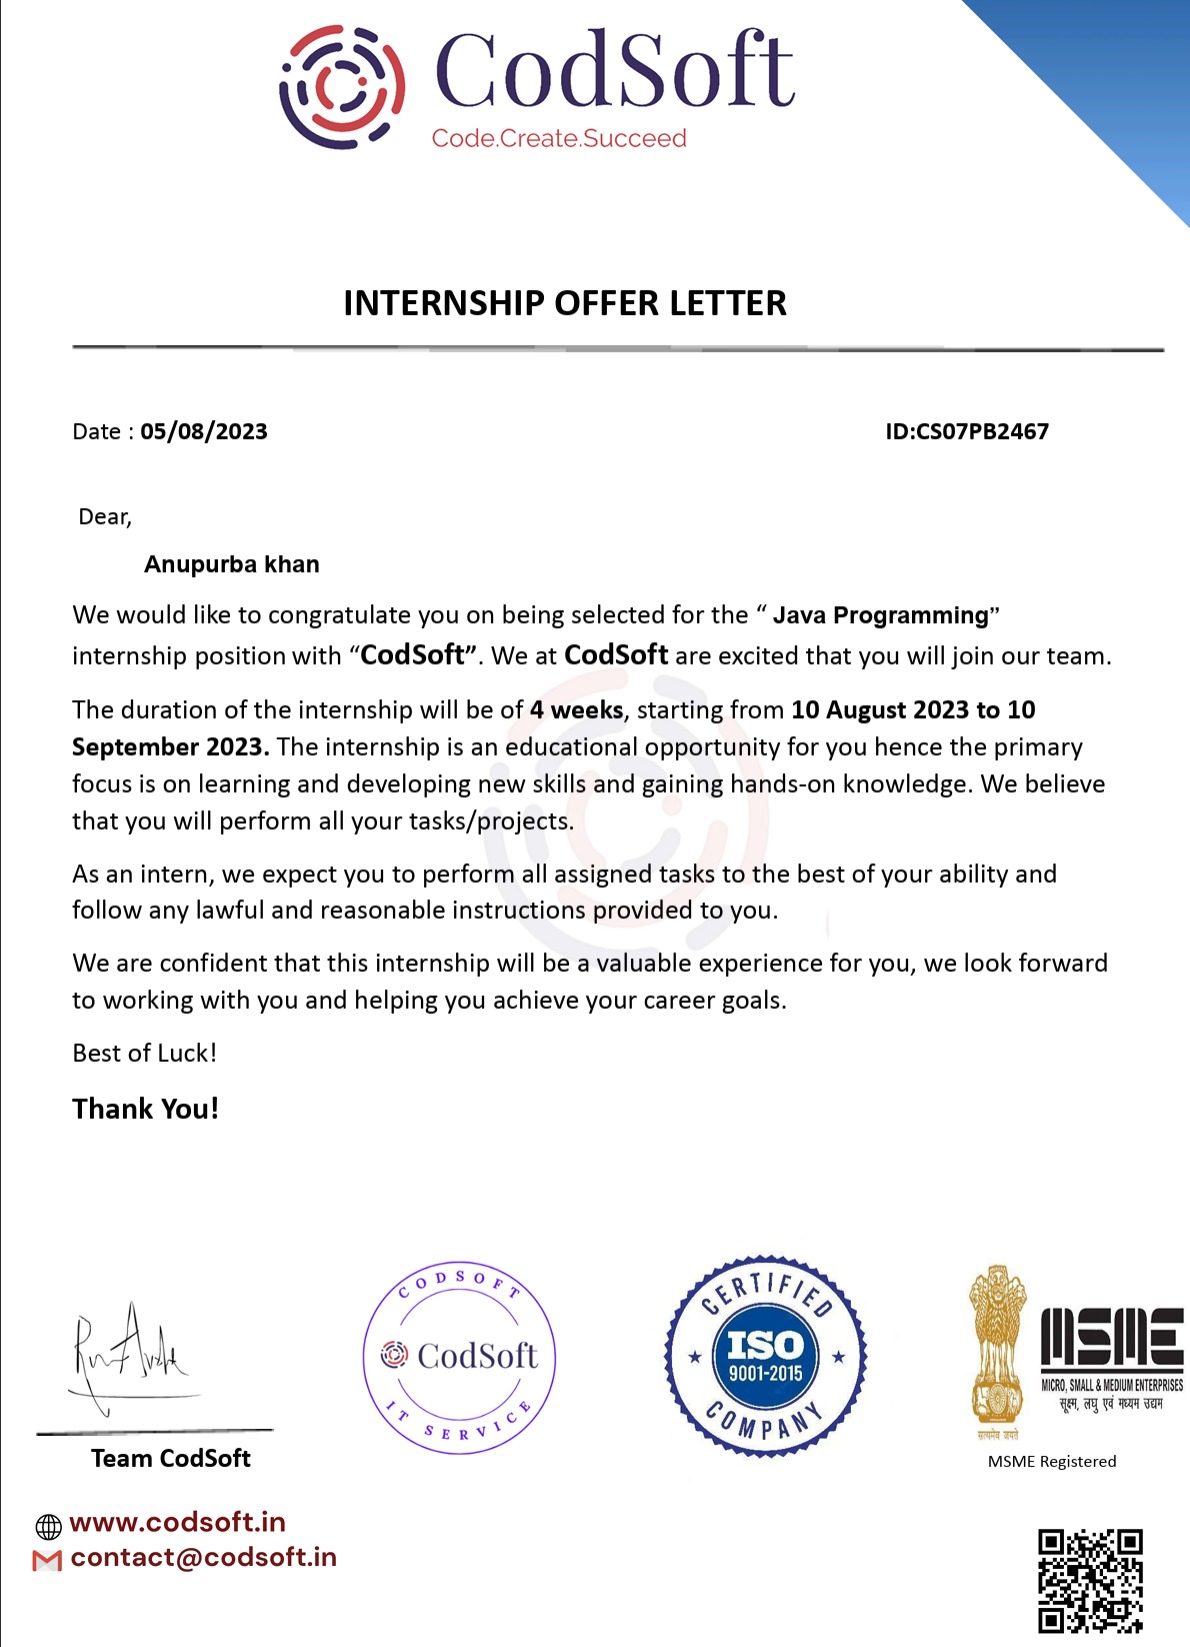 CodSoft
Code.Create.Succeed
INTERNSHIP OFFER LETTER
Date : 05/08/2023 ID:CS07PB2467
Dear,
Anupurba khan
We would like to congratulate you on being selected for the “ Java Programming”
internship position with “CodSoft”. We at CodSoft are excited that you will join our team.
The duration of the internship will be of 4 weeks, starting from 10 August 2023 to 10
September 2023. The internship is an educational opportunity for you hence the primary
focus is on learning and developing new skills and gaining hands-on knowledge. We believe
that you will perform all your tasks/projects.
As an intern, we expect you to perform all assigned tasks to the best of your ability and
follow any lawful and reasonable instructions provided to you.
We are confident that this internship will be a valuable experience for you, we look forward
to working with you and helping you achieve your career goals.
Best of Luck!
Thank You!
Team CodSoft
CODSOFT
CodSoft
IT SERVICE
CERTIFIED
ISO
9001-2015
COMPANY
सत्यमेव जयते
MSME
MICRO, SMALL & MEDIUM ENTERPRISES
सूक्ष्म, लघु एवं मध्यम उद्यम
MSME Registered
www.codsoft.in
contact@codsoft.in